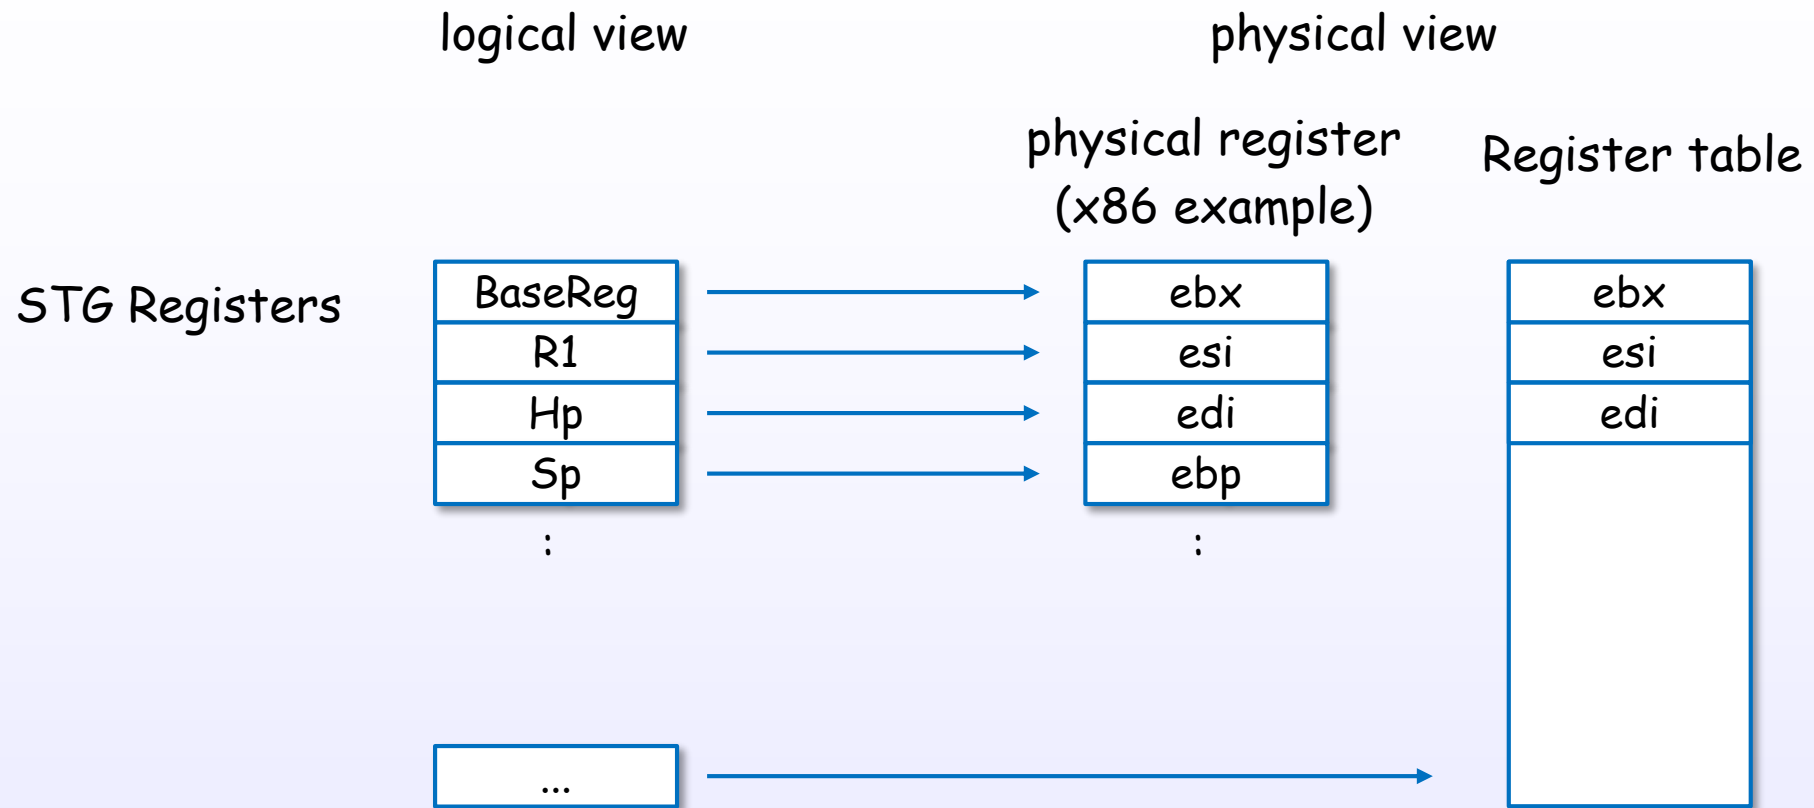 logical view
physical view
physical register
(x86 example)
Register table
STG Registers
BaseReg
ebx
ebx
R1
esi
esi
Hp
edi
edi
Sp
ebp
:
:
...